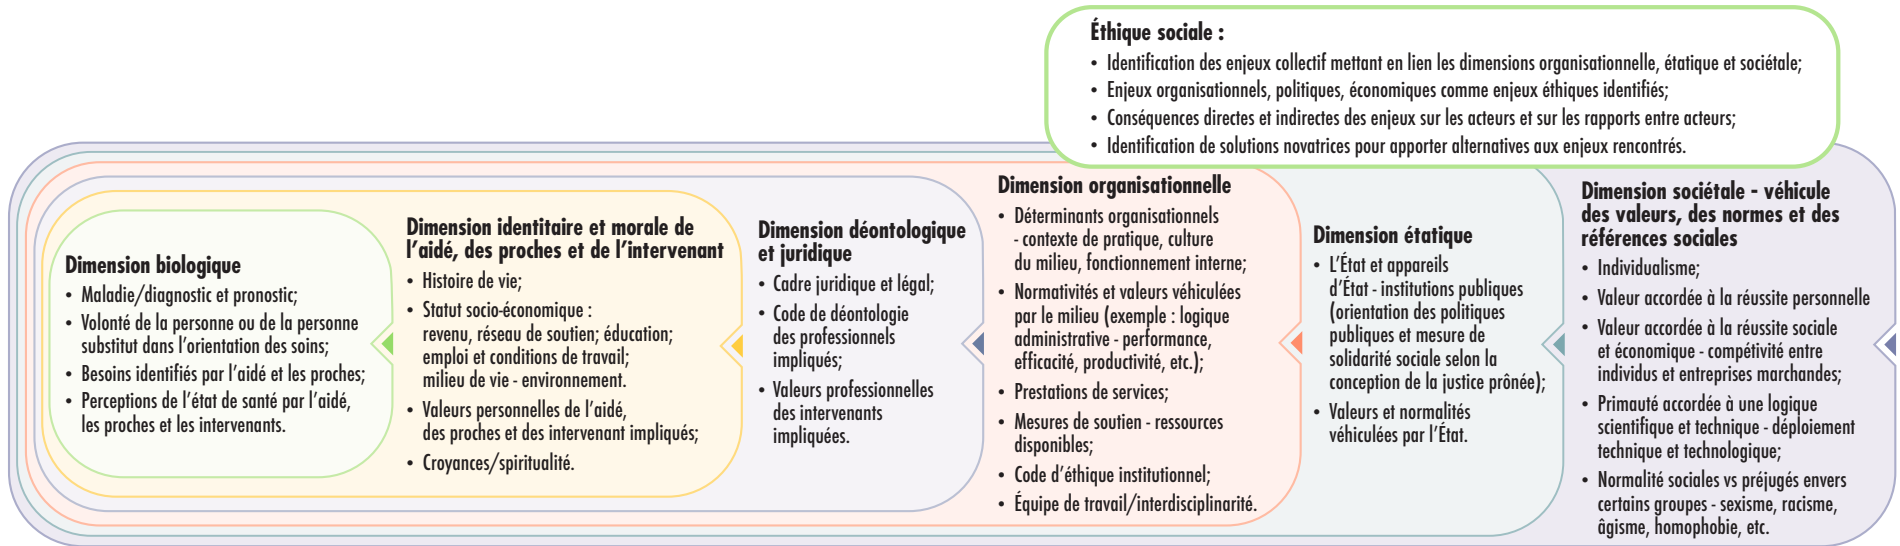 Éthique sociale :
• Identification des enjeux collectif mettant en lien les dimensions organisationnelle, étatique et sociétale;
• Enjeux organisationnels, politiques, économiques comme enjeux éthiques identifiés;
• Conséquences directes et indirectes des enjeux sur les acteurs et sur les rapports entre acteurs;
• Identification de solutions novatrices pour apporter alternatives aux enjeux rencontrés.
Dimension biologique
• Maladie/diagnostic et pronostic;
• Volonté de la personne ou de la personne
substitut dans l'orientation des soins;
• Besoins identifiés par l'aidé et les proches;
• Perceptions de l'état de santé par l'aidé,
les proches et les intervenants.
Dimension identitaire et morale de
l'aidé, des proches et de l'intervenant
• Histoire de vie;
• Statut socio-économique :
revenu, réseau de soutien; éducation;
emploi et conditions de travail;
milieu de vie - environnement.
• Valeurs personnelles de l'aidé,
des proches et des intervenant impliqués;
• Croyances/spiritualité.
Dimension déontologique
et juridique
• Cadre juridique et légal;
• Code de déontologie
des professionnels
impliqués;
• Valeurs professionnelles
des intervenants
impliquées.
Dimension organisationnelle
• Déterminants organisationnels
- contexte de pratique, culture
du milieu, fonctionnement interne;
• Normativités et valeurs véhiculées
par le milieu (exemple : logique
administrative - performance,
efficacité, productivité, etc.);
• Prestations de services;
• Mesures de soutien - ressources
disponibles;
• Code d'éthique institutionnel;
• Équipe de travail/interdisciplinarité.
Dimension étatique
• L'État et appareils
d'État - institutions publiques
(orientation des politiques
publiques et mesure de
solidarité sociale selon la
conception de la justice prônée);
• Valeurs et normalités
véhiculées par l'État.
Dimension sociétale - véhicule
des valeurs, des normes et des
références sociales
• Individualisme;
• Valeur accordée à la réussite personnelle
• Valeur accordée à la réussite sociale
et économique - compétivité entre
individus et entreprises marchandes;
• Primauté accordée à une logique
scientifique et technique - déploiement
technique et technologique;
• Normalité sociales vs préjugés envers
certains groupes - sexisme, racisme,
âgisme, homophobie, etc.